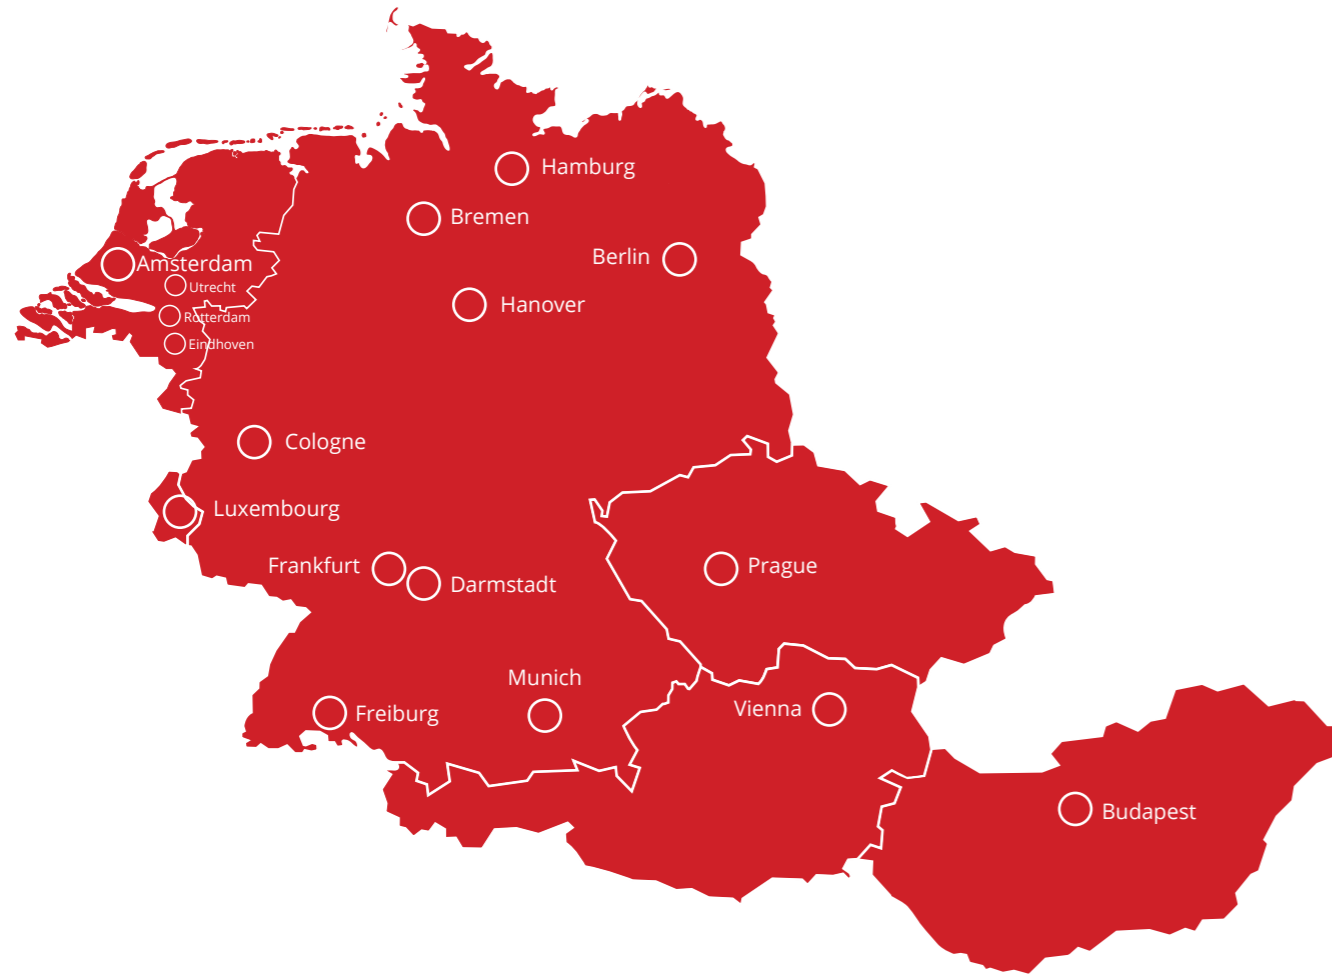 Hamburg
Bremen
Berlin
Amsterdam
Utrecht
Hanover
Rotterdam
Eindhoven
Cologne
Luxembourg
Frankfurt
Prague
Darmstadt
Munich
Vienna
Freiburg
Budapest